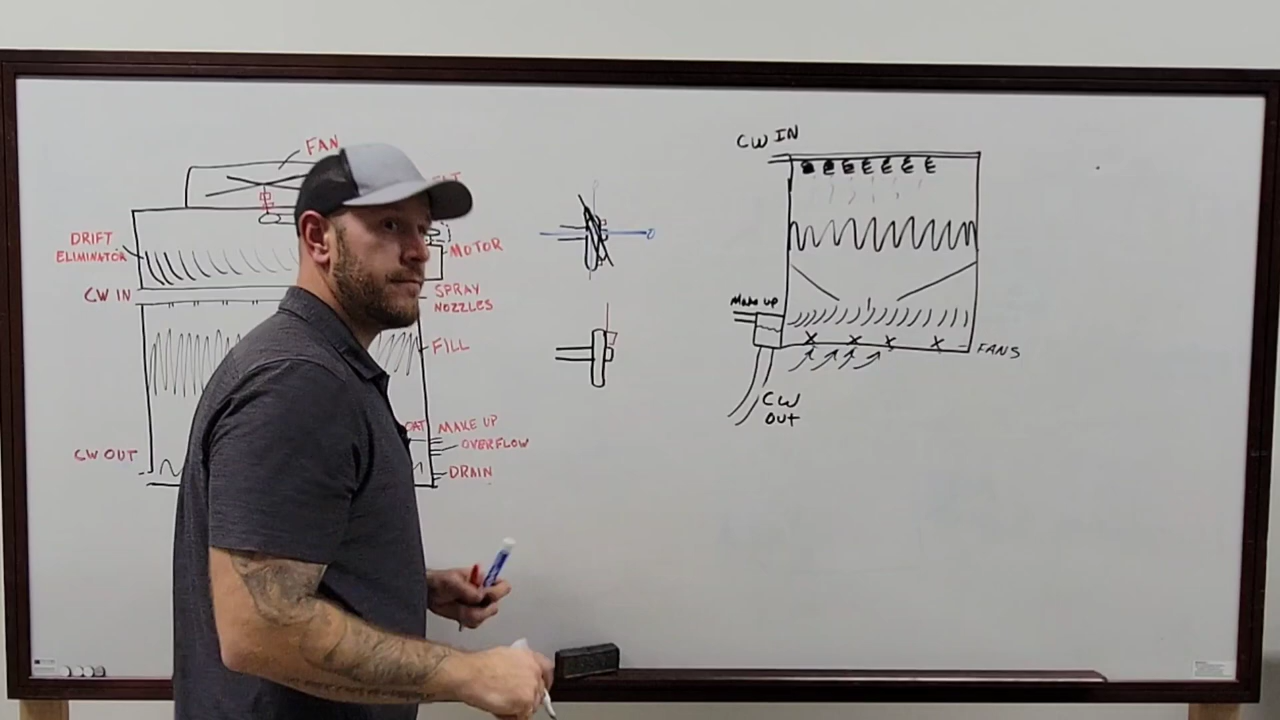 FAN
DRIFT
ELIMINATOR
MOTOR
CW IN
SPRAY
NOZZLES
FILL
MAKE UP
OVERFLOW
CW OUT
DRAIN
CW IN
Make up
FANS
CW
OUT